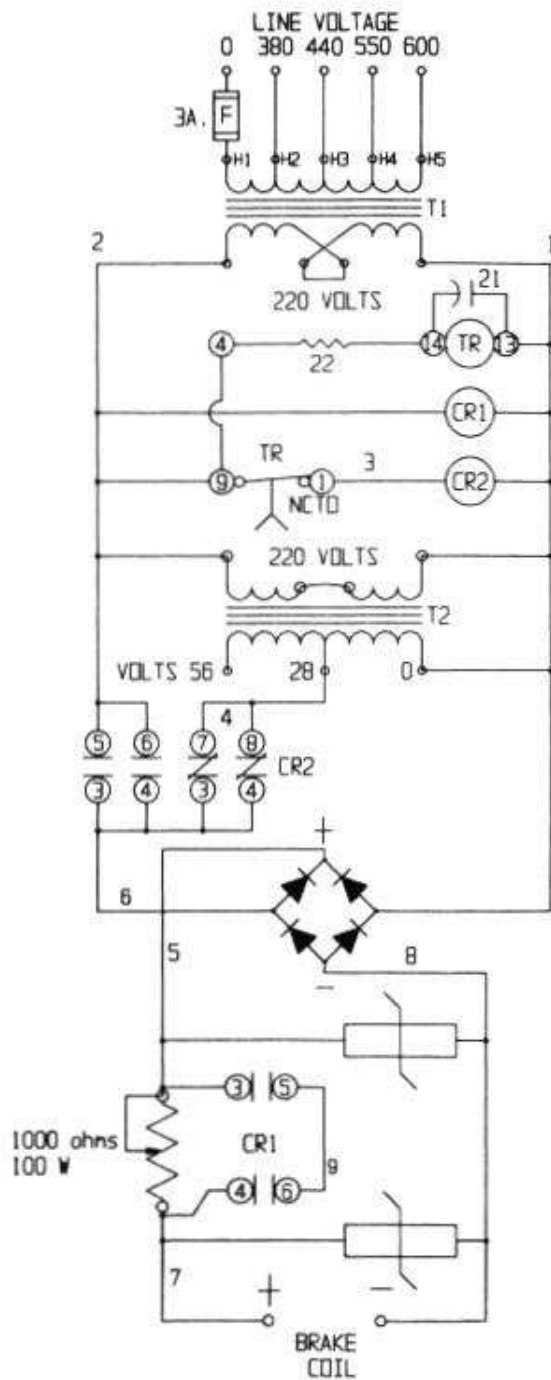 LINE VOLTAGE
0 380 440 550 600
3A. F
H1 H2 H3 H4 H5
T1
2 1
220 VOLTS
21
4 14 TR 13
22
CR1
TR
9 1 3 CR2
NCTO
220 VOLTS
T2
VOLTS 56 28 0
4
5 6 7 8
CR2
3 4 3 4
+
6
5 8
-
3 5
1000 ohms
100 W
CR1
9
4 6
7
+ -
BRAKE
COIL